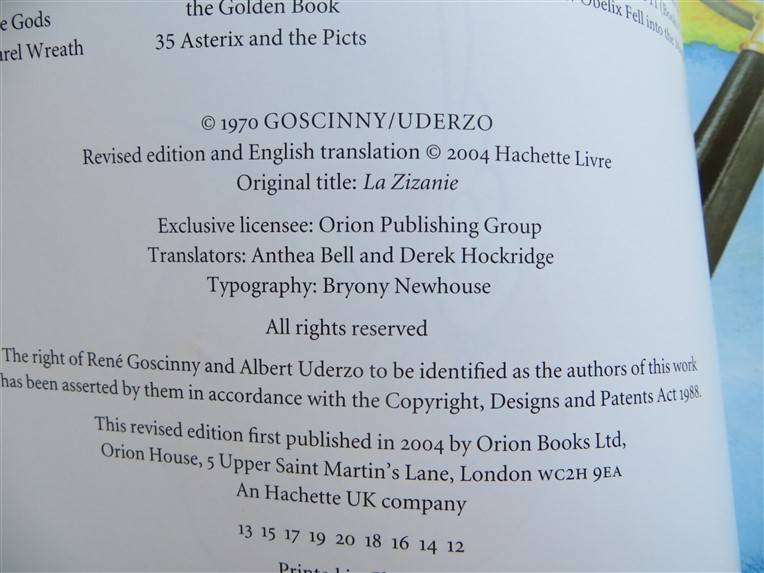 e Gods
the Golden Book
rel Wreath
35 Asterix and the Picts
Obelix Fell into the
© 1970 GOSCINNY/UDERZO
Revised edition and English translation © 2004 Hachette Livre
Original title: La Zizanie
Exclusive licensee: Orion Publishing Group
Translators: Anthea Bell and Derek Hockridge
Typography: Bryony Newhouse
All rights reserved
The right of René Goscinny and Albert Uderzo to be identified as the authors of this work
has been asserted by them in accordance with the Copyright, Designs and Patents Act 1988.
This revised edition first published in 2004 by Orion Books Ltd,
Orion House, 5 Upper Saint Martin's Lane, London WC2H 9EA
An Hachette UK company
13 15 17 19 20 18 16 14 12